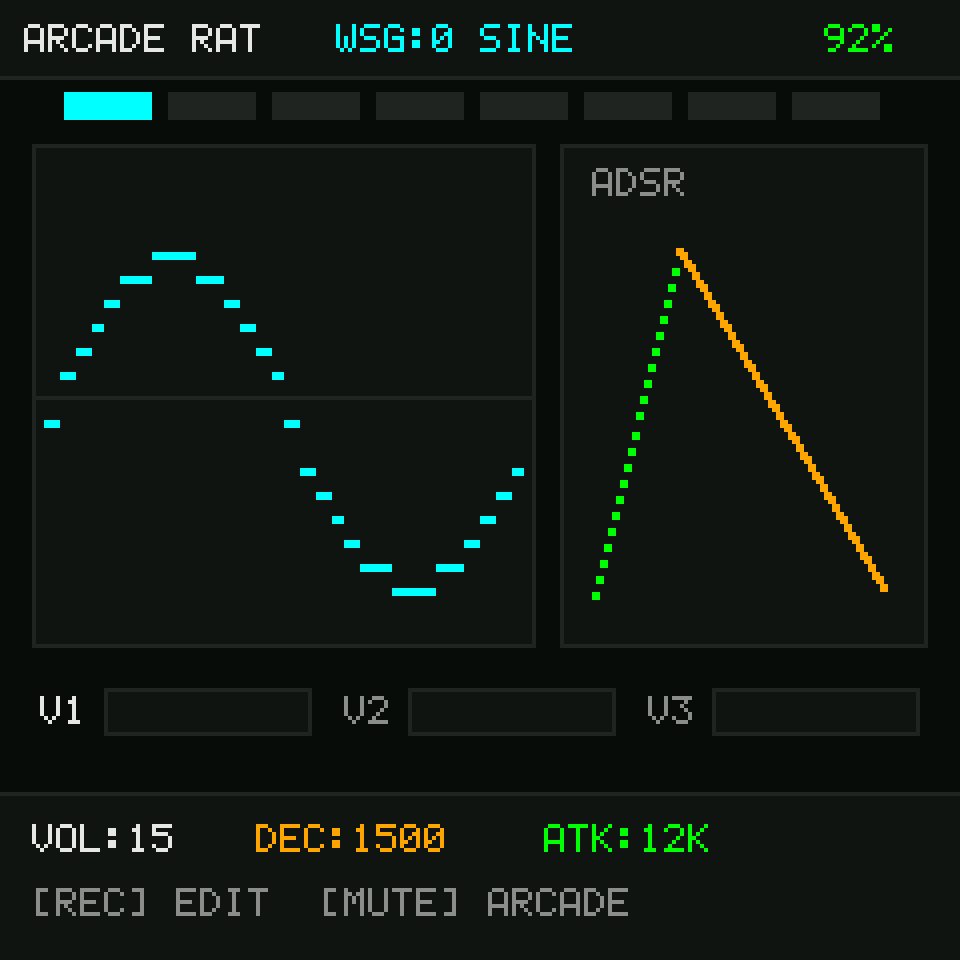 ARCADE RAT WSG:0 SINE 92%
ADSR
V1 V2 V3
VOL:15 DEC:1500 ATK:12K
[REC] EDIT [MUTE] ARCADE